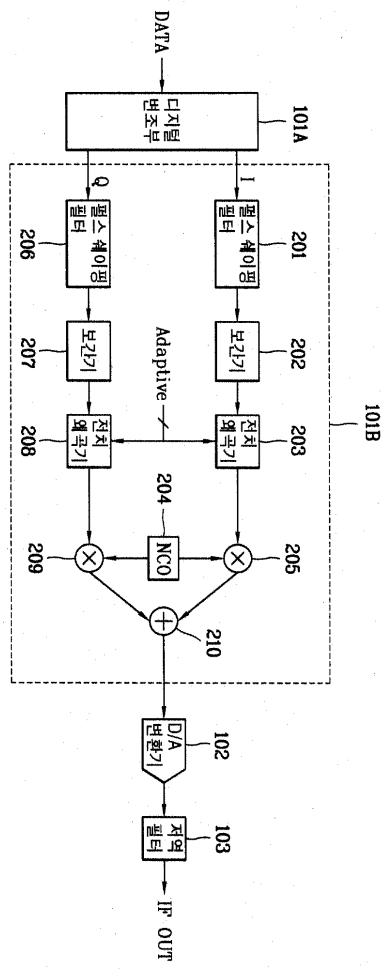 DATA
101A
디지털
변조부
101B
I
펄스 쉐이핑
필터
201
보간기
202
전치
왜곡기
203
205
Q
펄스 쉐이핑
필터
206
보간기
207
Adaptive
전치
왜곡기
208
204
NCO
209
210
D/A
변환기
102
저역
필터
103
IF OUT